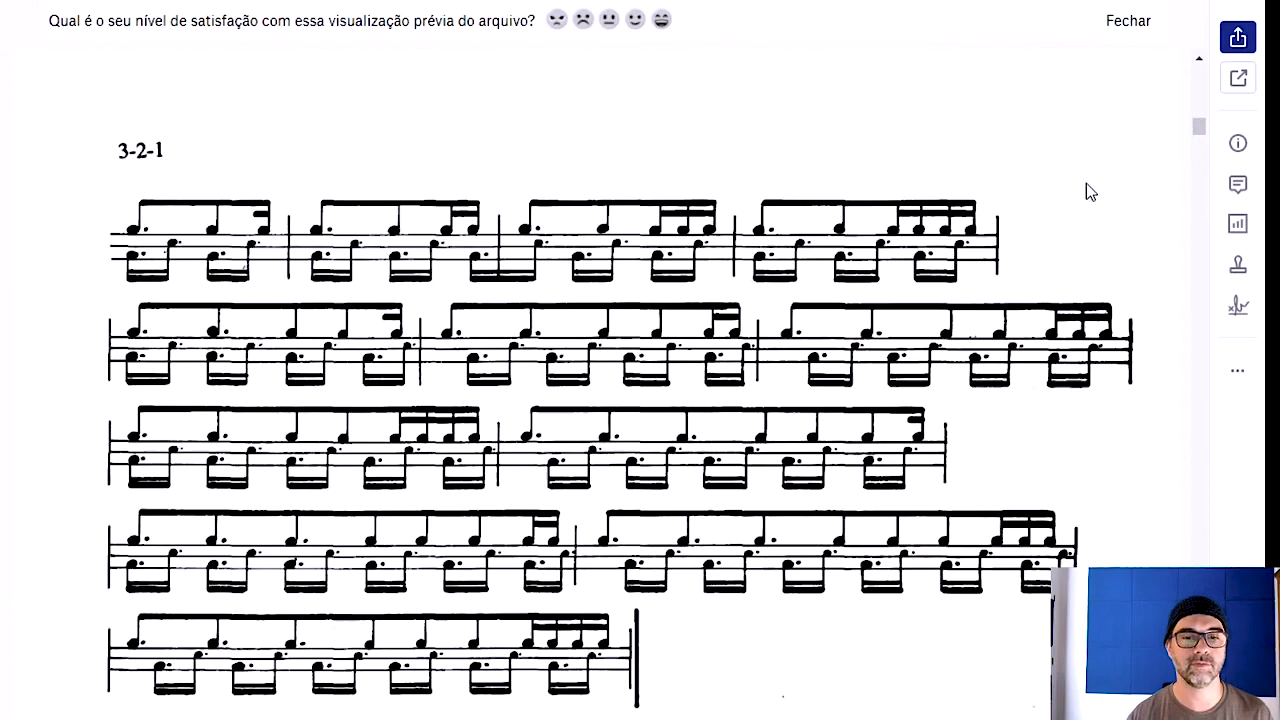 Qual é o seu nível de satisfação com essa visualização prévia do arquivo?
Fechar
3-2-1